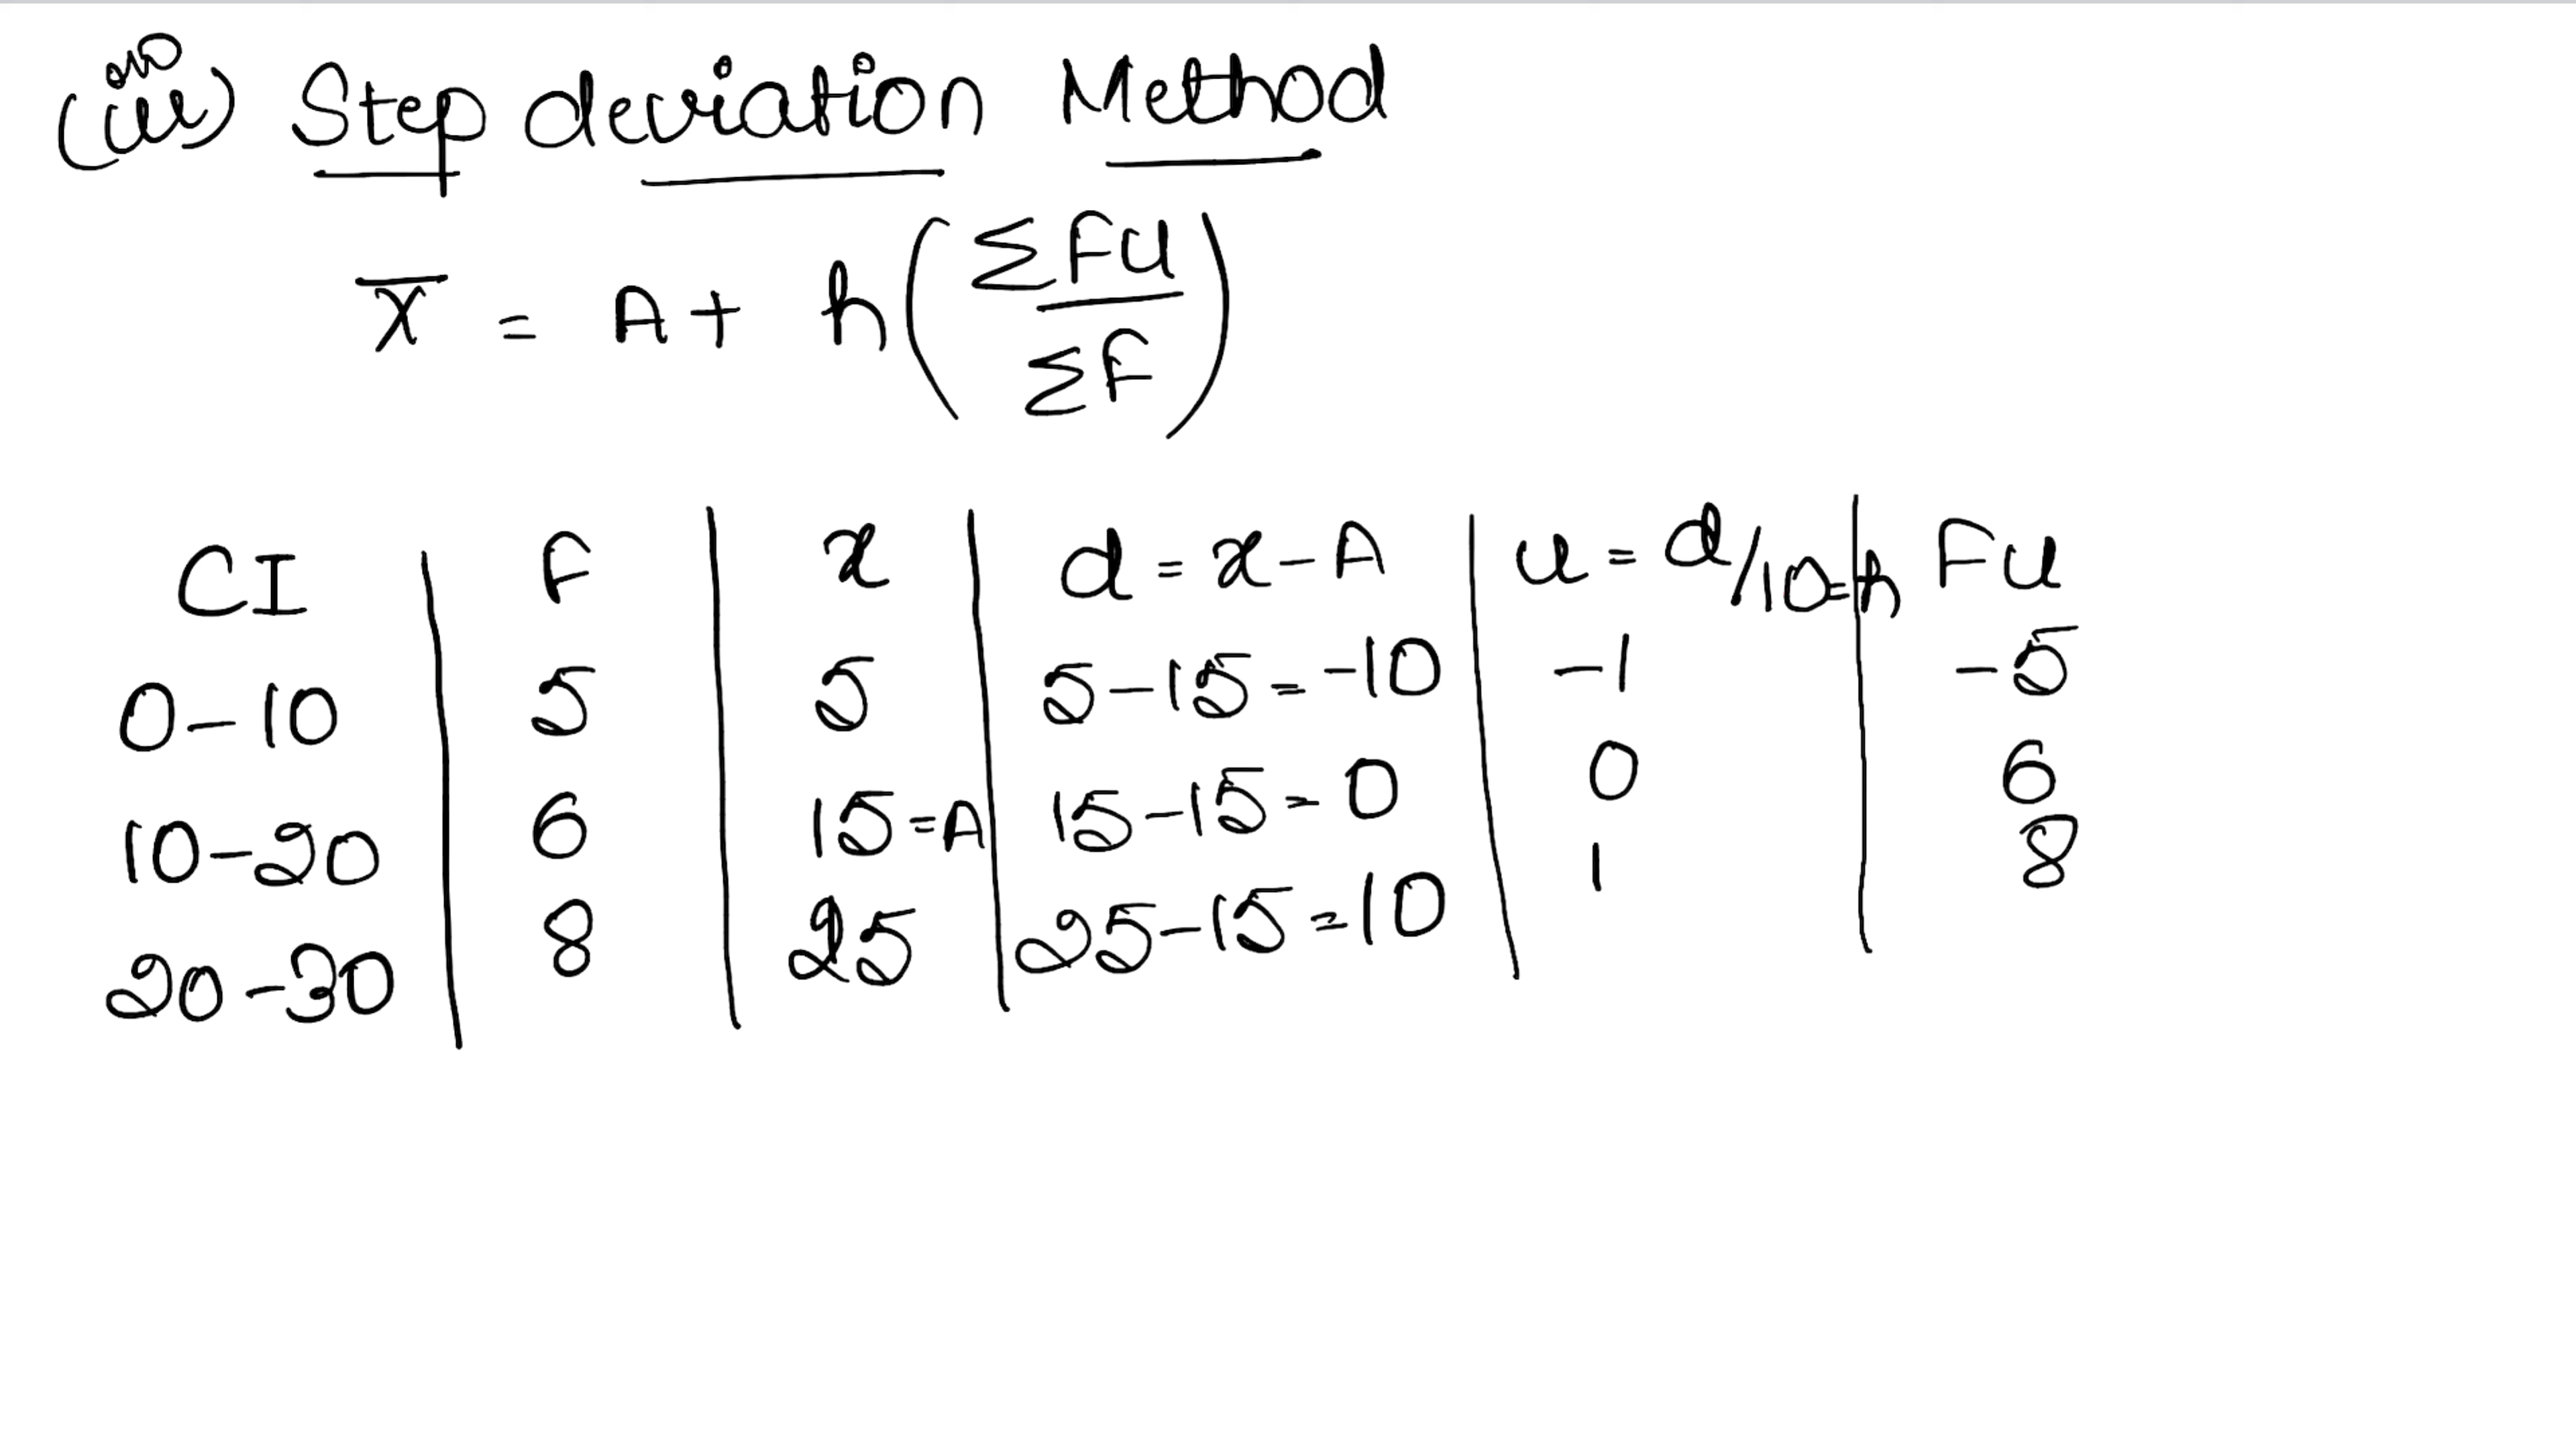 (iii) Step deviation Method
x̄ = A + h(ΣFU/ΣF)
CI | F | x | d = x - A | u = d/10=h | Fu
0-10 | 5 | 5 | 5-15=-10 | -1 | -5
10-20 | 6 | 15=A | 15-15=0 | 0 | 6
20-30 | 8 | 25 | 25-15=10 | 1 | 8